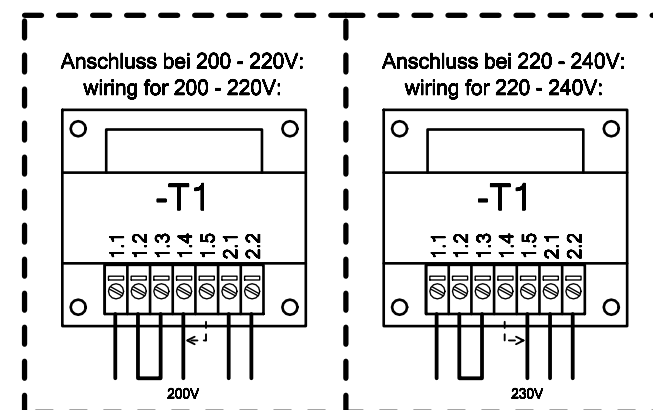 Anschluss bei 200 - 220V:
wiring for 200 - 220V:
-T1
1.1 1.2 1.3 1.4 1.5 2.1 2.2
200V
Anschluss bei 220 - 240V:
wiring for 220 - 240V:
-T1
1.1 1.2 1.3 1.4 1.5 2.1 2.2
230V